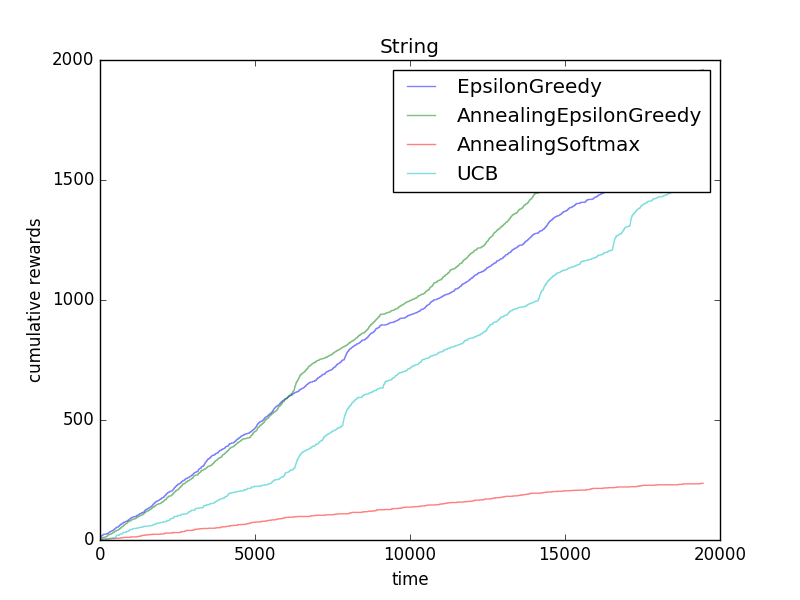 String
2000
1500
1000
500
0
cumulative rewards
EpsilonGreedy
AnnealingEpsilonGreedy
AnnealingSoftmax
UCB
0 5000 10000 15000 20000
time